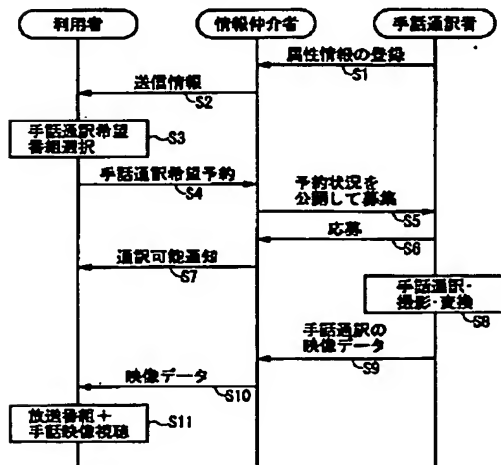 利用者
情報仲介者
手話通訳者
属性情報の登録
S1
送信情報
S2
手話通訳希望
番組選択
S3
手話通訳希望予約
S4
予約状況を
公開して募集
S5
応募
S6
通訳可能通知
S7
手話通訳・
撮影・変換
S8
手話通訳の
映像データ
S9
映像データ
S10
放送番組+
手話映像視聴
S11